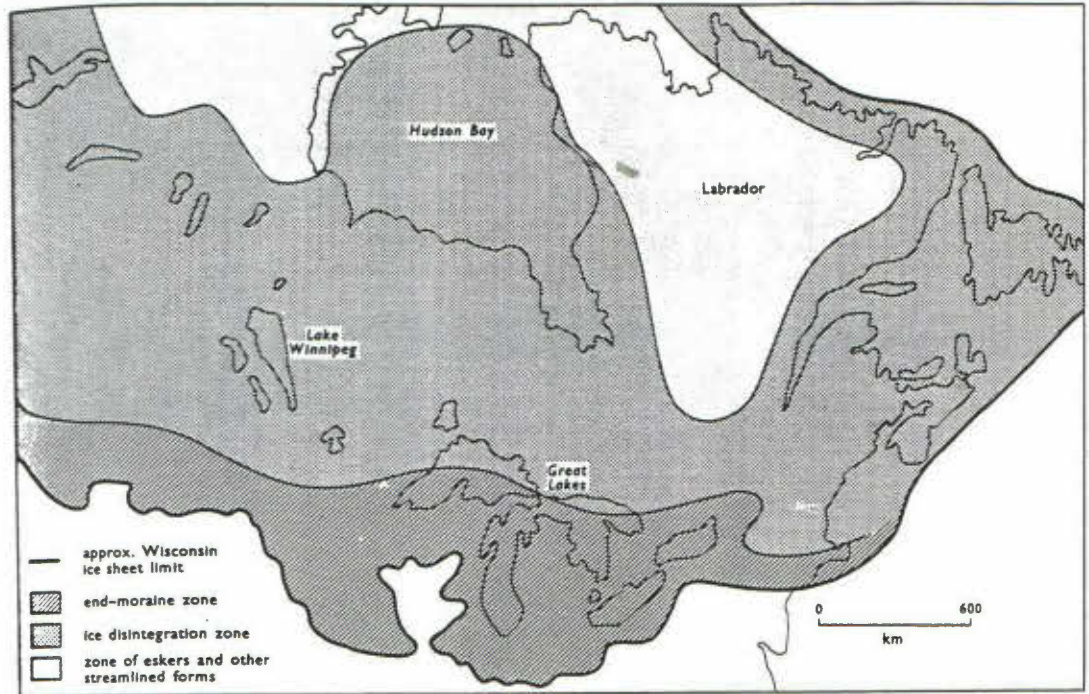 Hudson Bay
Labrador
Lake
Winnipeg
Great
Lakes
approx. Wisconsin
ice sheet limit
end-moraine zone
ice disintegration zone
zone of eskers and other
streamlined forms
0 600
km